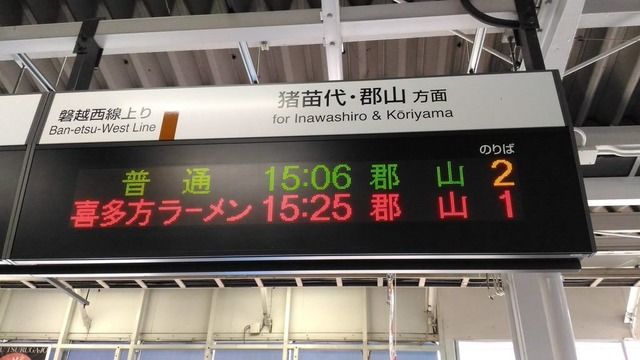 磐越西線上り
Ban-etsu-West Line
猪苗代・郡山 方面
for Inawashiro & Kōriyama
のりば
普通 15:06 郡山 2
喜多方ラーメン 15:25 郡山 1
TSURUGAJO